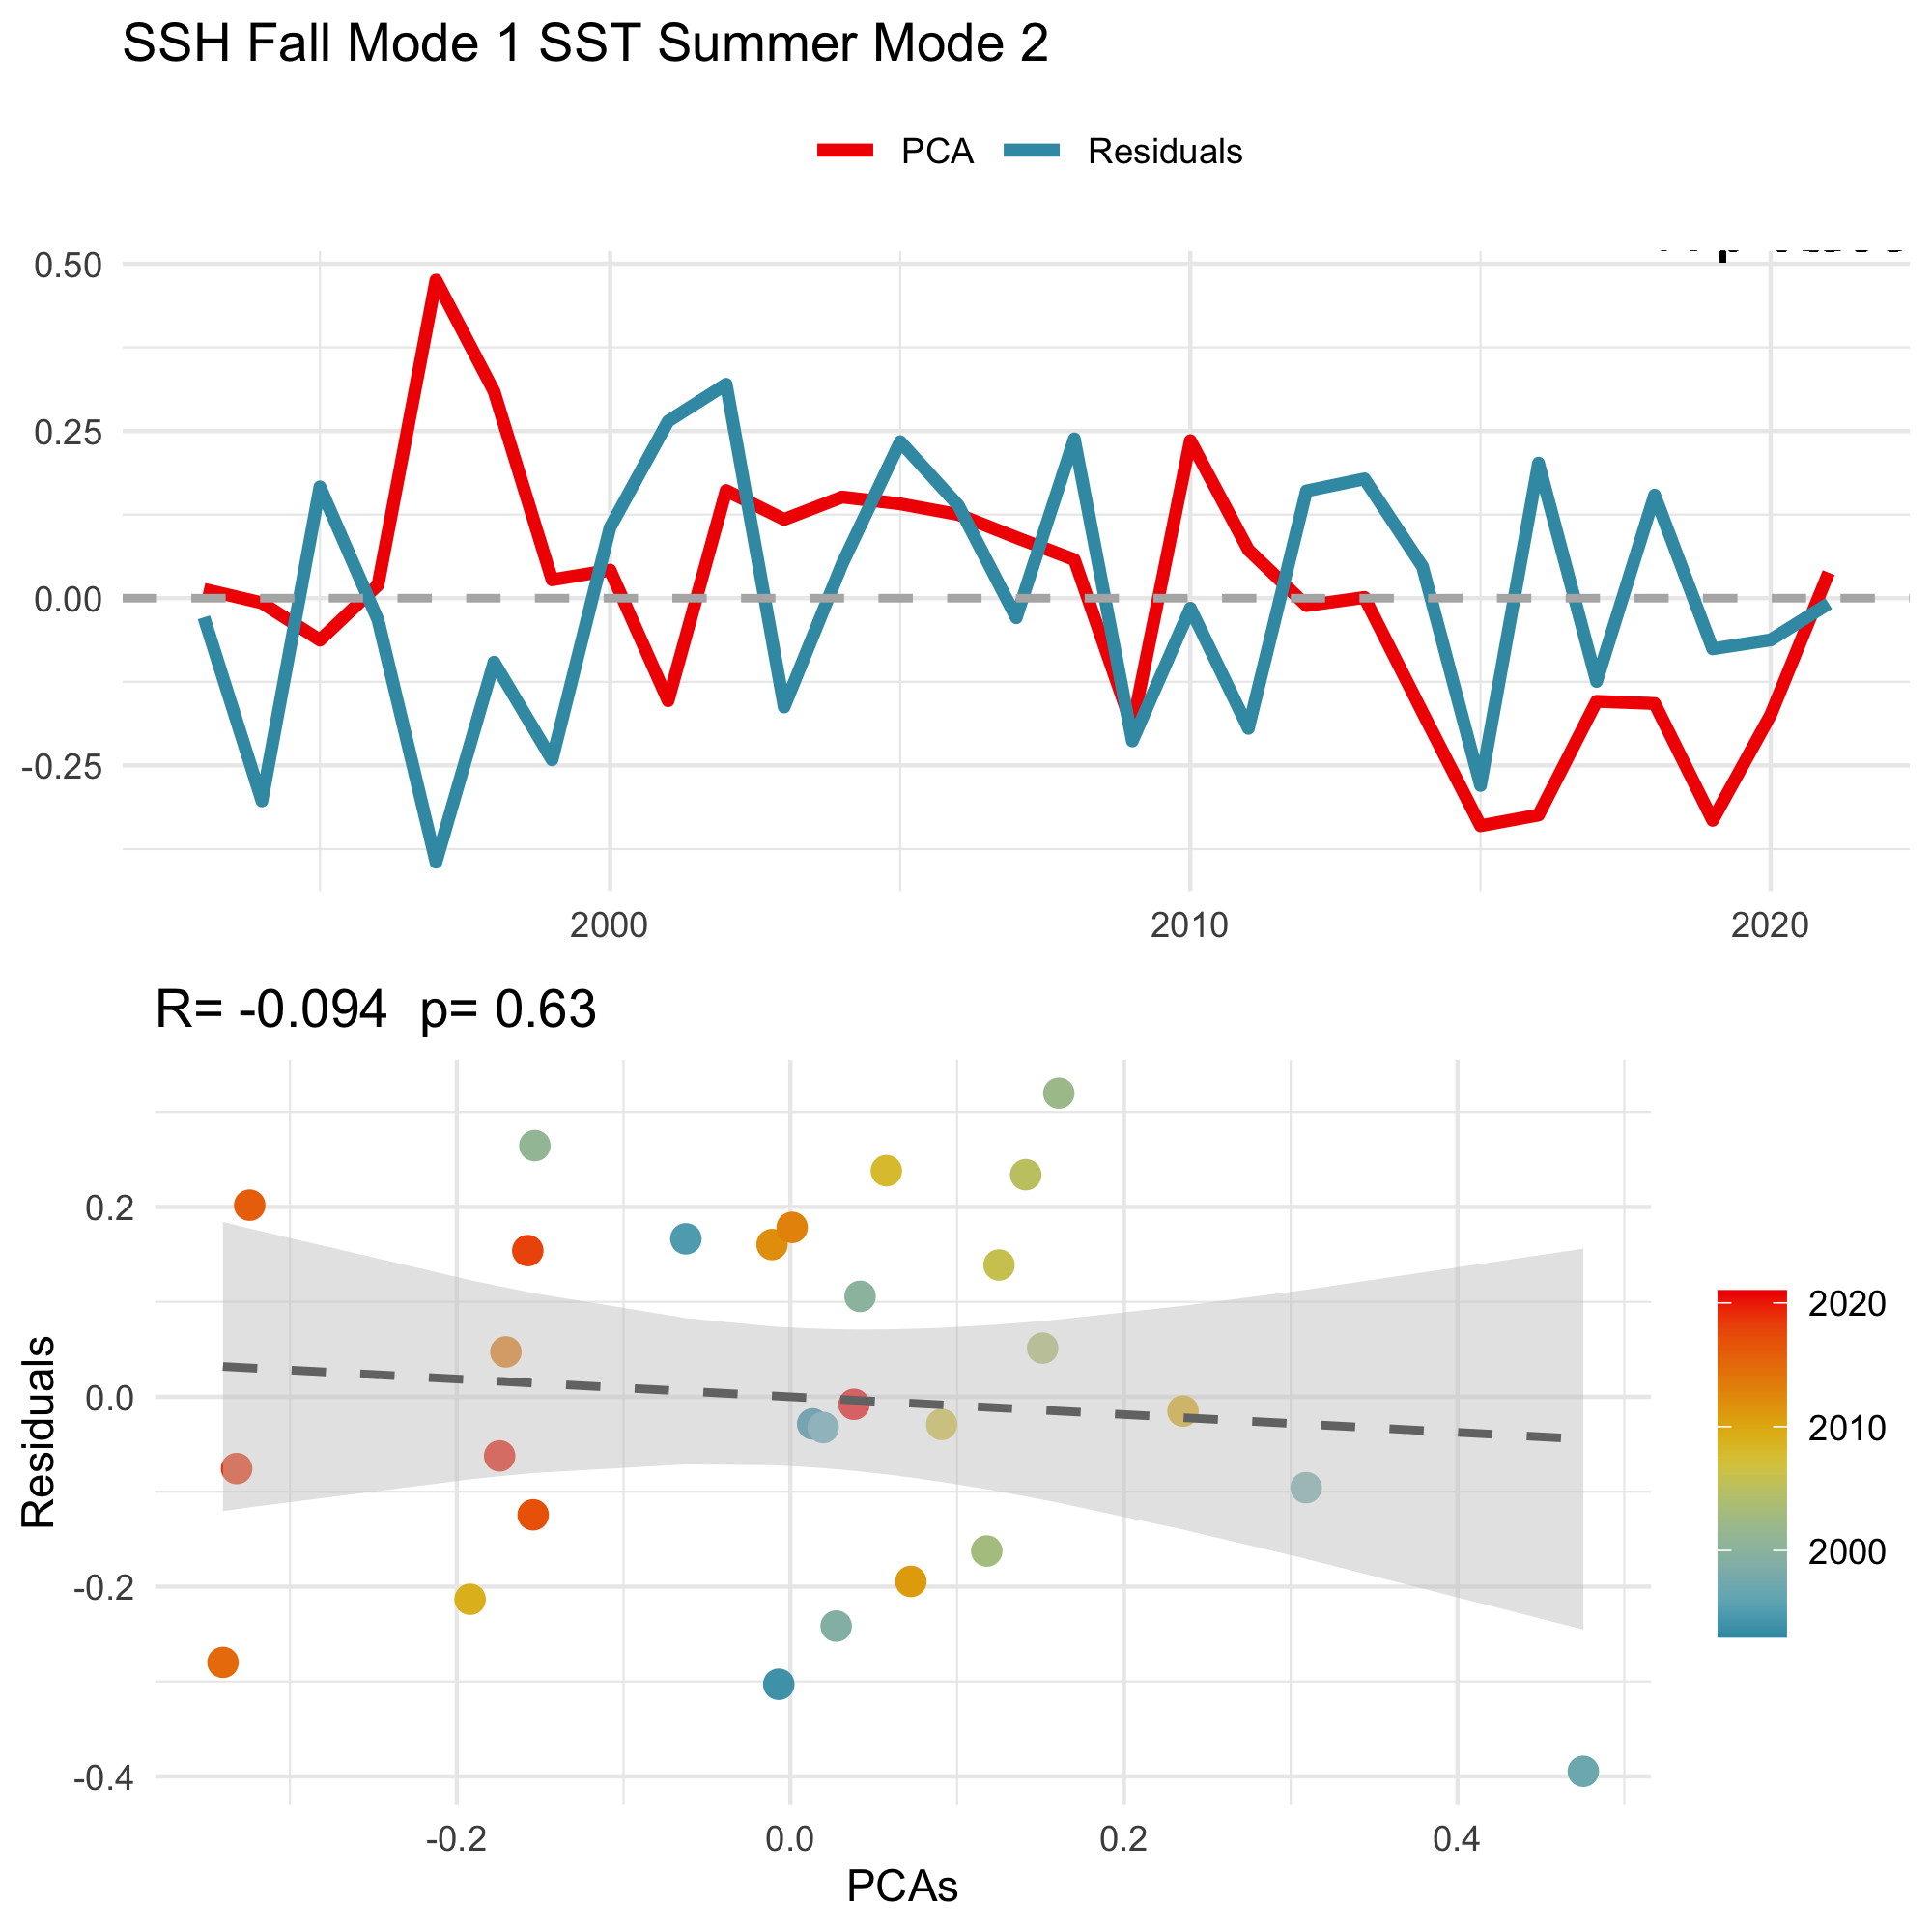 SSH Fall Mode 1 SST Summer Mode 2
PCA Residuals
0.50
0.25
0.00
-0.25
2000 2010 2020
R= -0.094 p= 0.63
Residuals
0.2
0.0
-0.2
-0.4
-0.2 0.0 0.2 0.4
PCAs
2020
2010
2000